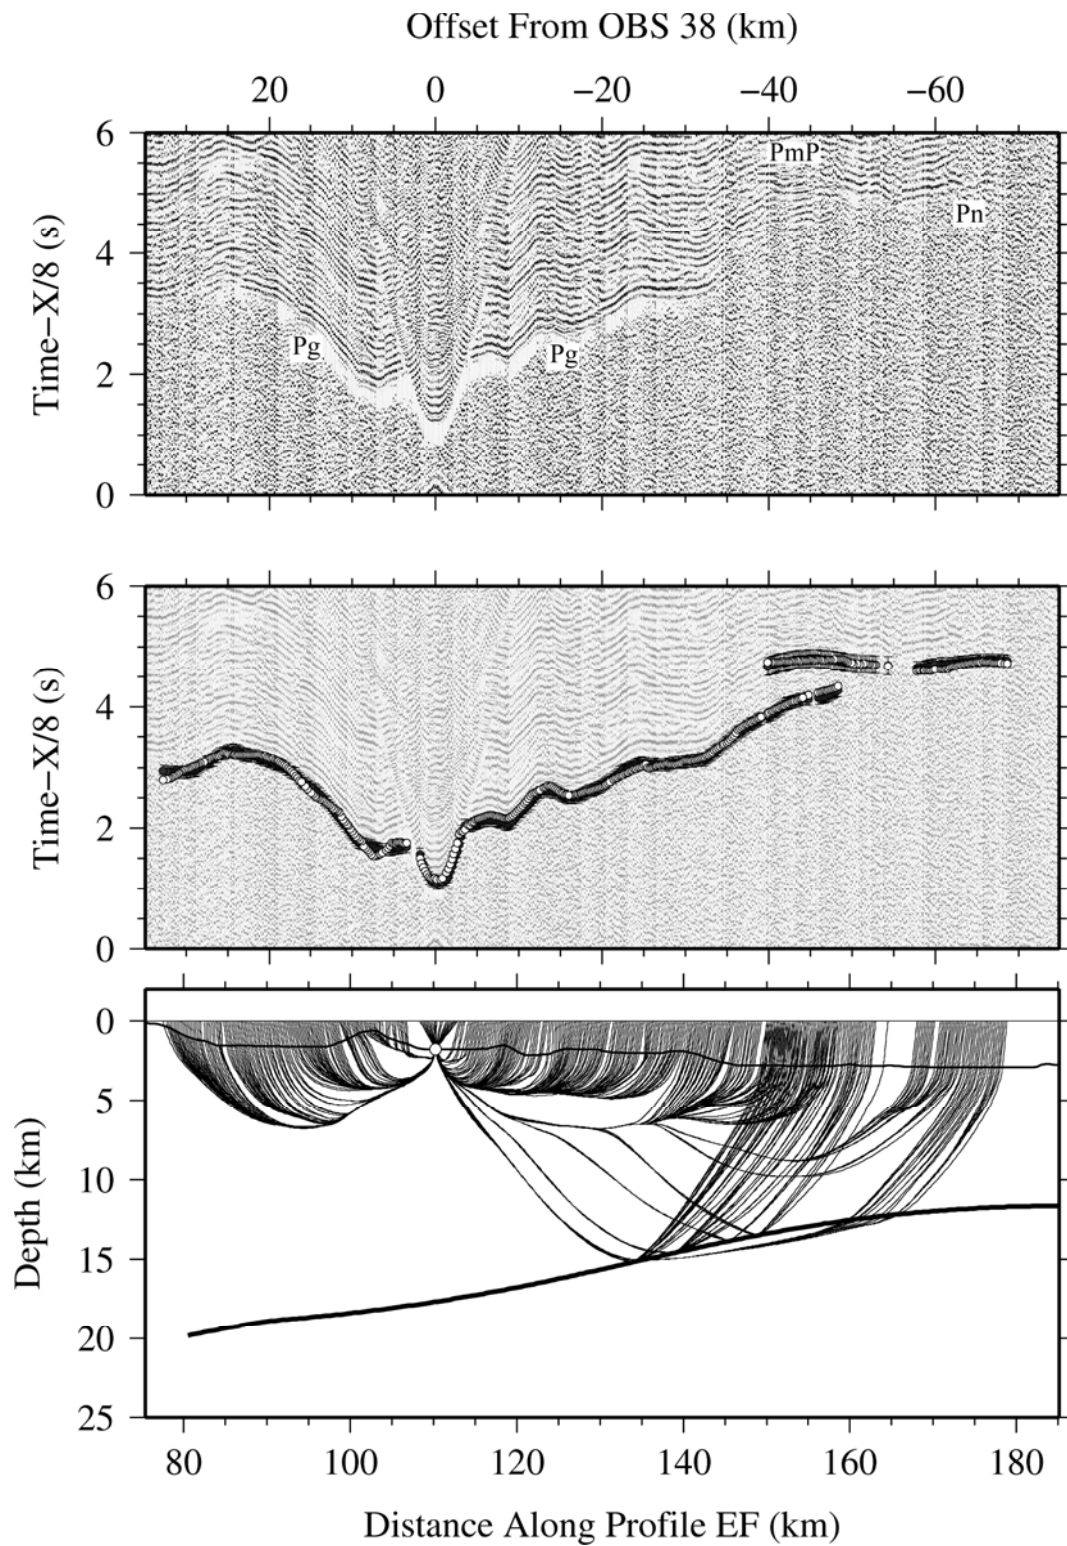 Offset From OBS 38 (km)
20 0 −20 −40 −60
6
4
2
0
Time−X/8 (s)
PmP
Pn
Pg
Pg
6
4
2
0
Time−X/8 (s)
0
5
10
15
20
25
Depth (km)
80 100 120 140 160 180
Distance Along Profile EF (km)